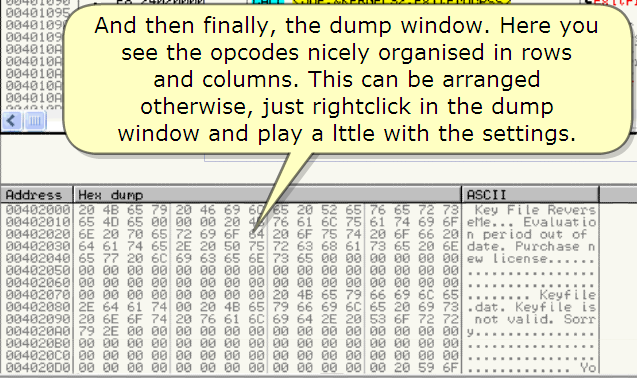 And then finally, the dump window. Here you
see the opcodes nicely organised in rows
and columns. This can be arranged
otherwise, just rightclick in the dump
window and play a lttle with the settings.
Address Hex dump ASCII
00402000 20 4B 65 79 20 46 69 6C 65 20 52 65 76 65 72 73 Key File Revers
00402010 65 4D 65 00 00 00 20 45 76 61 6C 75 61 74 69 6F eMe... Evaluatio
00402020 6E 20 70 65 72 69 6F 64 20 6F 75 74 20 6F 66 20 n period out of
00402030 64 61 74 65 2E 20 50 75 72 63 68 61 73 65 20 6E date. Purchase n
00402040 65 77 20 6C 69 63 65 6E 73 65 00 00 00 00 00 00 ew license......
00402050 00 00 00 00 00 00 00 00 00 00 00 00 00 00 00 00 ................
00402060 00 00 00 00 00 00 00 00 00 00 00 00 00 00 00 00 ................
00402070 00 00 00 00 00 00 00 00 20 4B 65 79 66 69 6C 65 ........ Keyfile
00402080 2E 64 61 74 00 20 4B 65 79 66 69 6C 65 20 69 73 .dat. Keyfile is
00402090 20 6E 6F 74 20 76 61 6C 69 64 2E 20 53 6F 72 72 not valid. Sorr
004020A0 79 2E 00 00 00 00 00 00 00 00 00 00 00 00 00 00 y...............
004020B0 00 00 00 00 00 00 00 00 00 00 00 00 00 00 00 00 ................
004020C0 00 00 00 00 00 00 00 00 00 00 00 00 00 00 00 00 ................
004020D0 00 00 00 00 00 00 00 00 00 00 00 00 00 20 59 6F ............. Yo